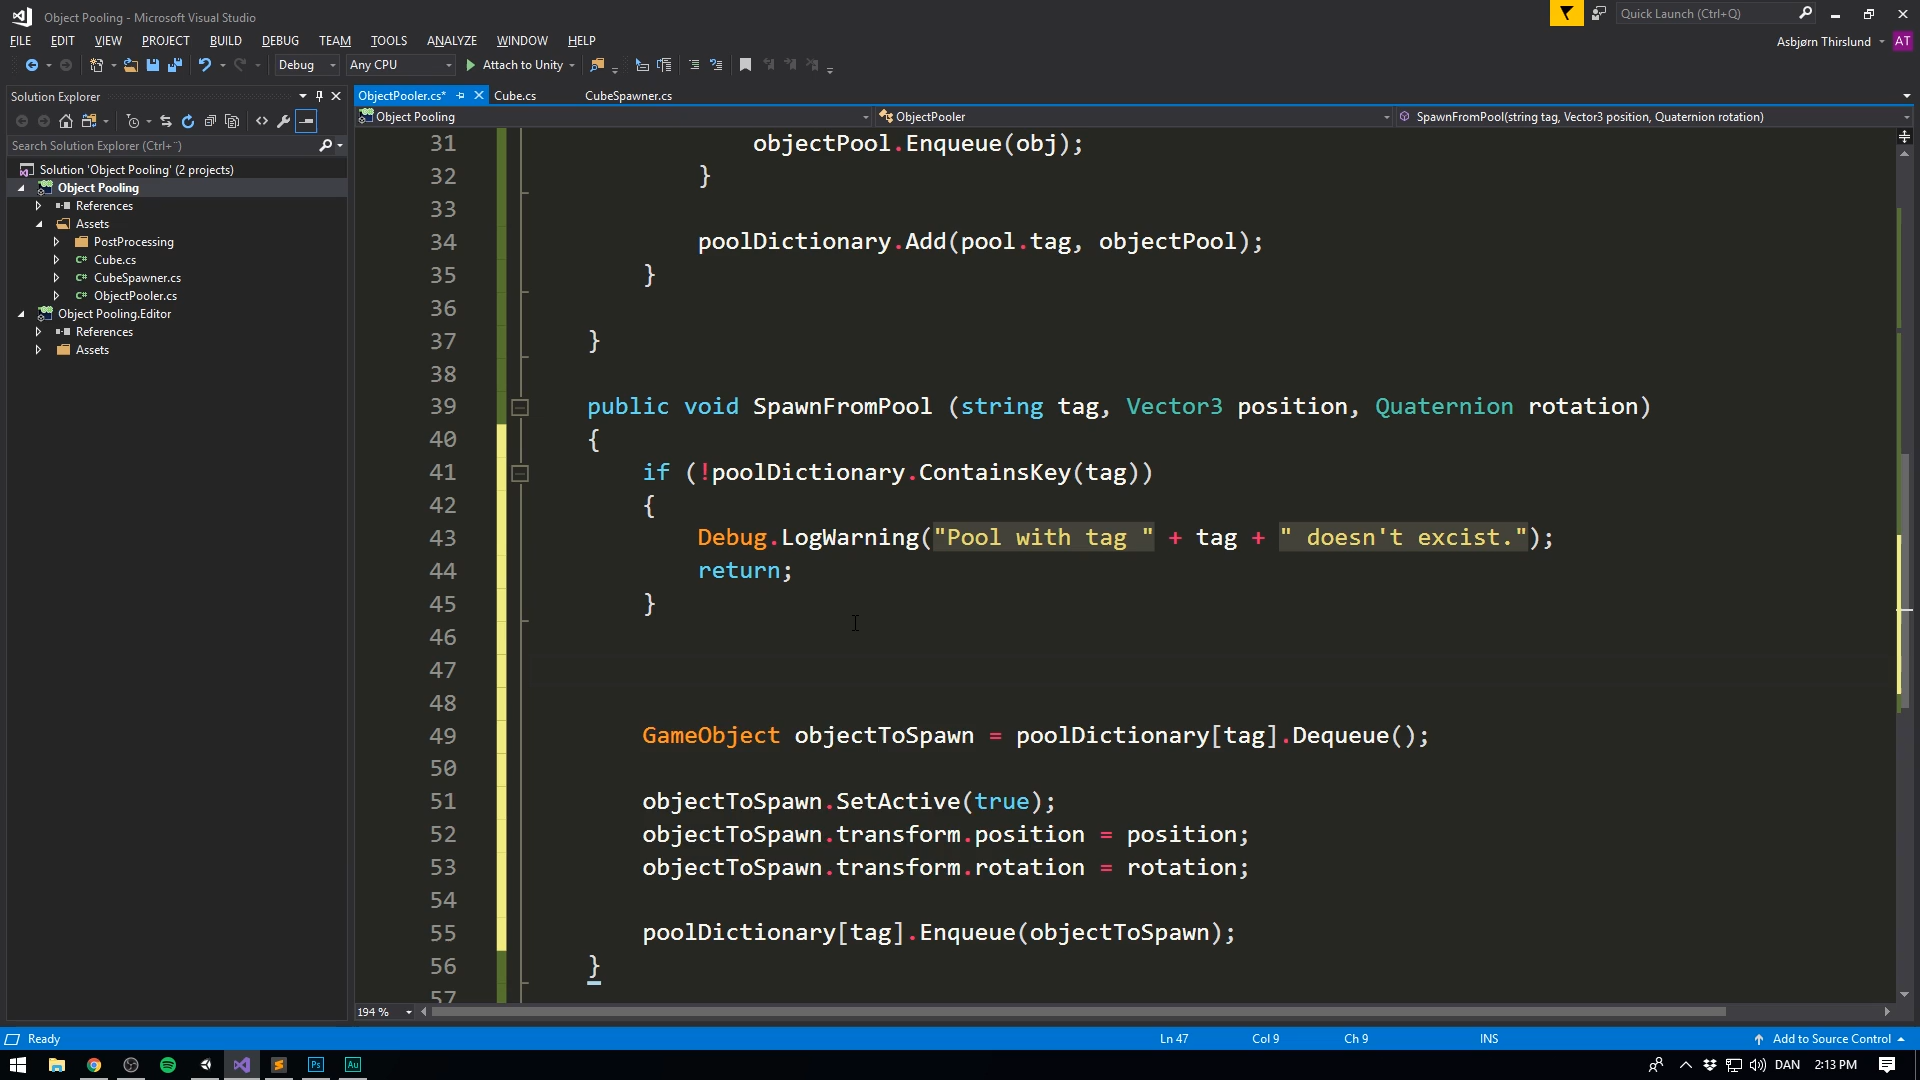 Object Pooling - Microsoft Visual Studio
Quick Launch (Ctrl+Q)
FILE EDIT VIEW PROJECT BUILD DEBUG TEAM TOOLS ANALYZE WINDOW HELP
Asbjørn Thirslund AT
Debug Any CPU Attach to Unity
Solution Explorer
ObjectPooler.cs* Cube.cs CubeSpawner.cs
Object Pooling ObjectPooler SpawnFromPool(string tag, Vector3 position, Quaternion rotation)
Search Solution Explorer (Ctrl+¨)
Solution 'Object Pooling' (2 projects)
Object Pooling
References
Assets
PostProcessing
C# Cube.cs
C# CubeSpawner.cs
C# ObjectPooler.cs
Object Pooling.Editor
References
Assets
31 objectPool.Enqueue(obj);
32 }
33
34 poolDictionary.Add(pool.tag, objectPool);
35 }
36
37 }
38
39 public void SpawnFromPool (string tag, Vector3 position, Quaternion rotation)
40 {
41 if (!poolDictionary.ContainsKey(tag))
42 {
43 Debug.LogWarning("Pool with tag " + tag + " doesn't excist.");
44 return;
45 }
46
47
48
49 GameObject objectToSpawn = poolDictionary[tag].Dequeue();
50
51 objectToSpawn.SetActive(true);
52 objectToSpawn.transform.position = position;
53 objectToSpawn.transform.rotation = rotation;
54
55 poolDictionary[tag].Enqueue(objectToSpawn);
56 }
57
194 %
Ready Ln 47 Col 9 Ch 9 INS Add to Source Control
Ps Au DAN 2:13 PM